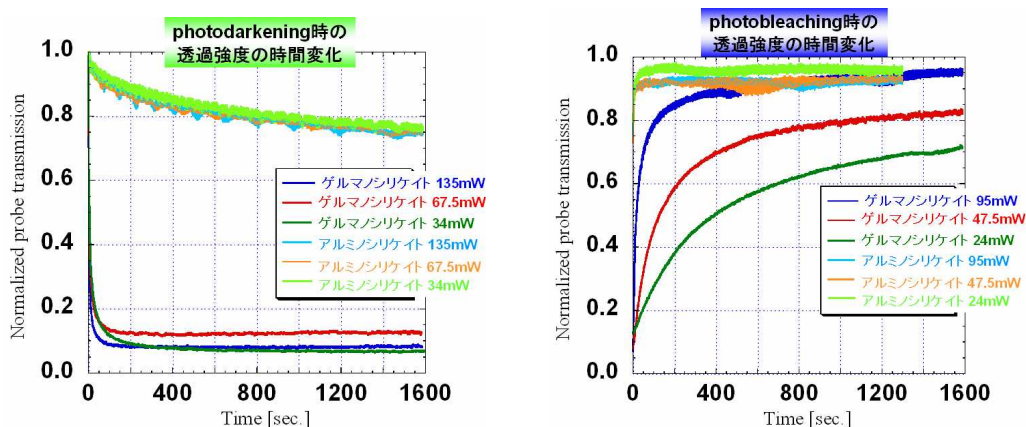 photodarkening時の
透過強度の時間変化
Normalized probe transmission
1.0
0.8
0.6
0.4
0.2
0.0
ゲルマノシリケイト 135mW
ゲルマノシリケイト 67.5mW
ゲルマノシリケイト 34mW
アルミノシリケイト 135mW
アルミノシリケイト 67.5mW
アルミノシリケイト 34mW
0 400 800 1200 1600
Time [sec.]
photobleaching時の
透過強度の時間変化
Normalized probe transmission
1.0
0.8
0.6
0.4
0.2
0.0
ゲルマノシリケイト 95mW
ゲルマノシリケイト 47.5mW
ゲルマノシリケイト 24mW
アルミノシリケイト 95mW
アルミノシリケイト 47.5mW
アルミノシリケイト 24mW
0 400 800 1200 1600
Time [sec.]